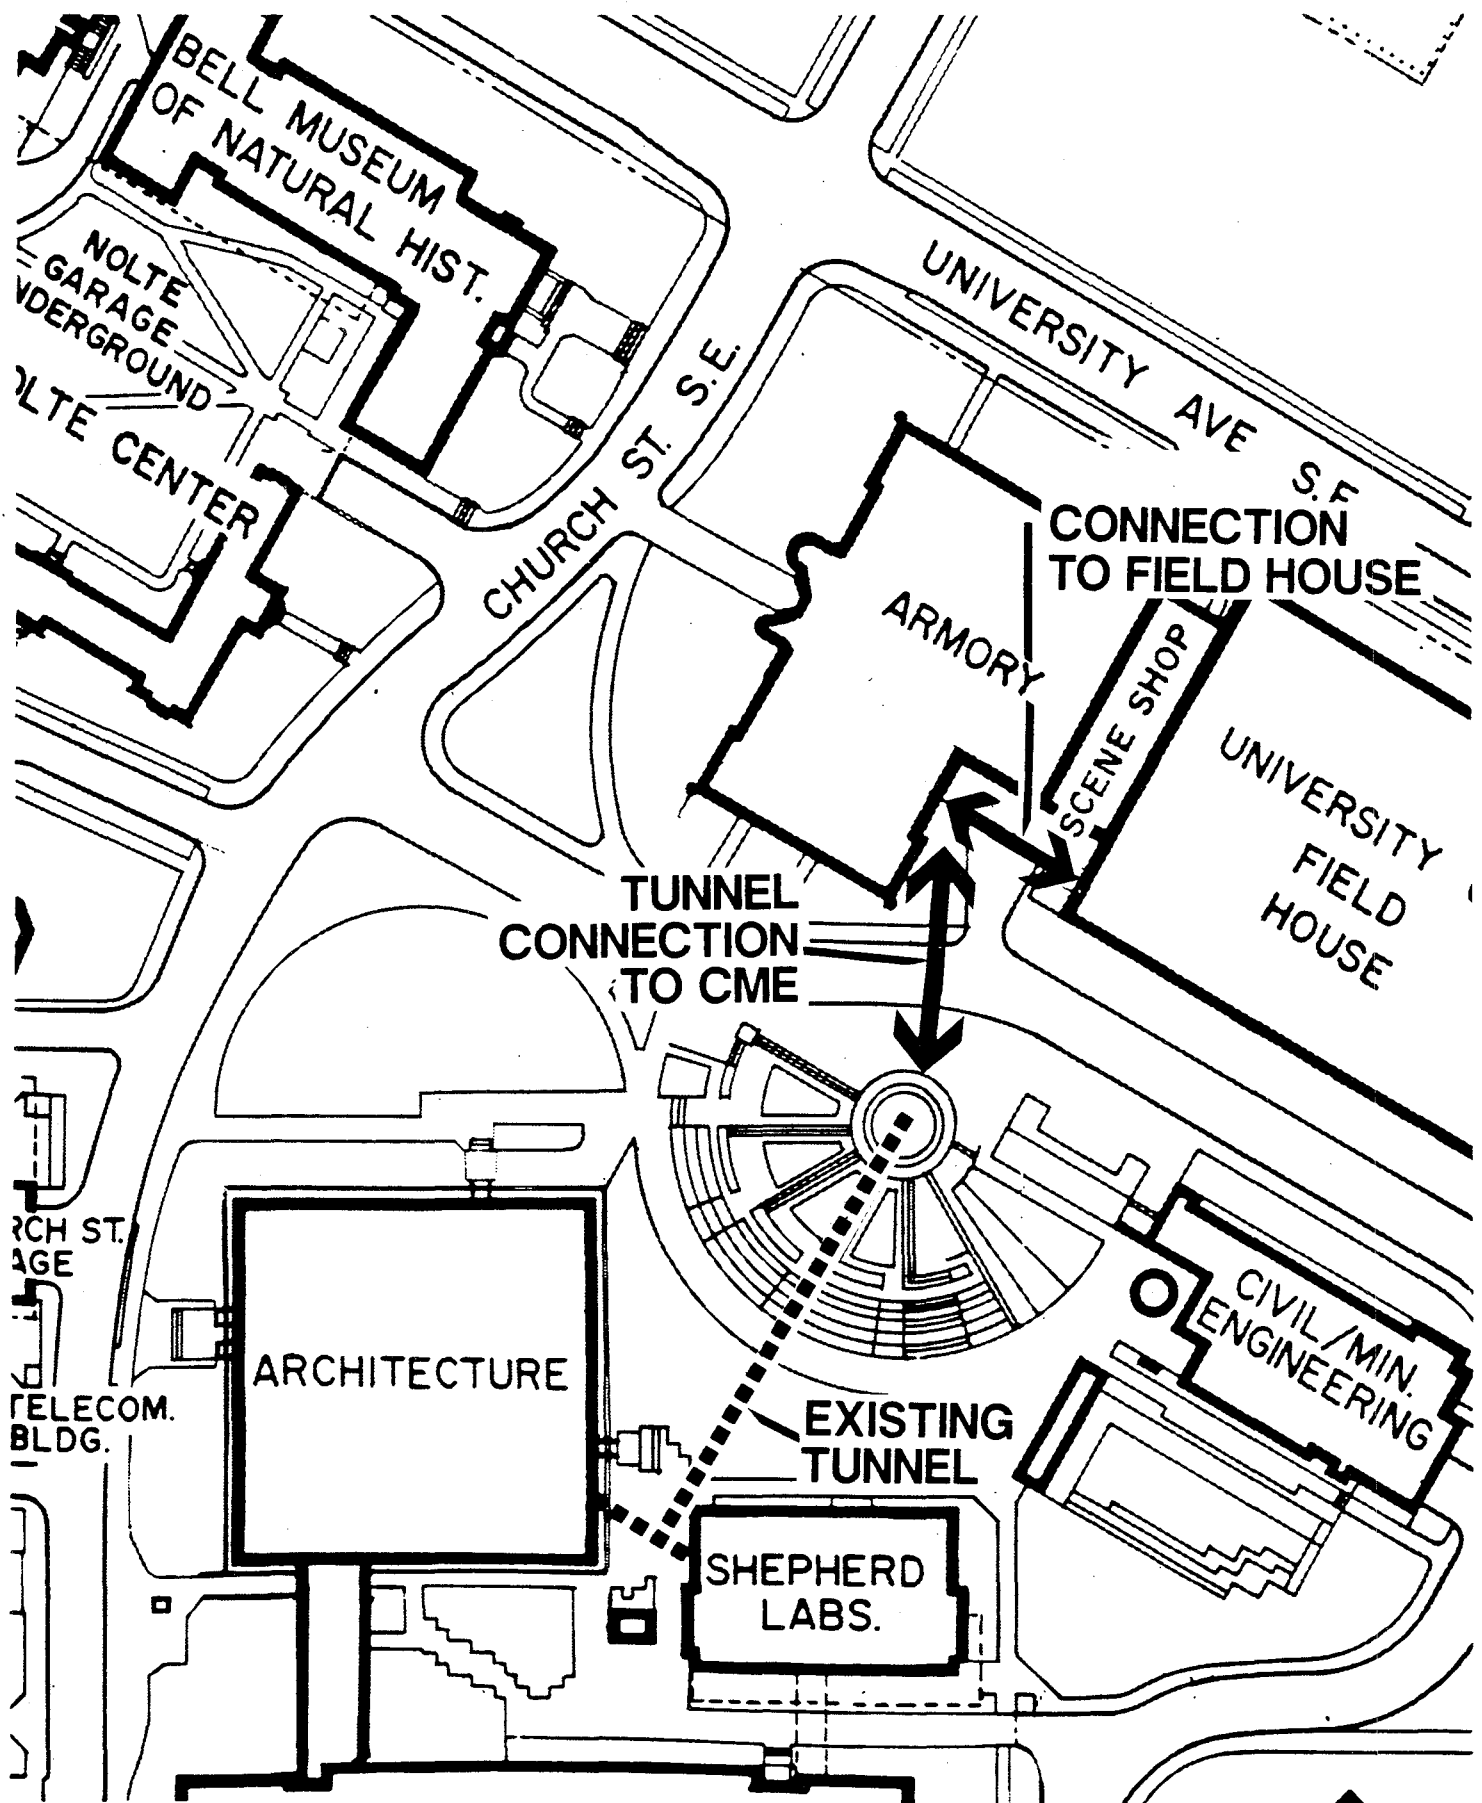 BELL MUSEUM
OF NATURAL HIST.
NOLTE
GARAGE
NDERGROUND
OLTE CENTER
CHURCH ST. S.E.
UNIVERSITY AVE S.E
CONNECTION
TO FIELD HOUSE
ARMORY
SCENE SHOP
UNIVERSITY
FIELD
HOUSE
TUNNEL
CONNECTION
TO CME
RCH ST.
AGE
ARCHITECTURE
CIVIL/MIN.
ENGINEERING
TELECOM.
BLDG.
EXISTING
TUNNEL
SHEPHERD
LABS.